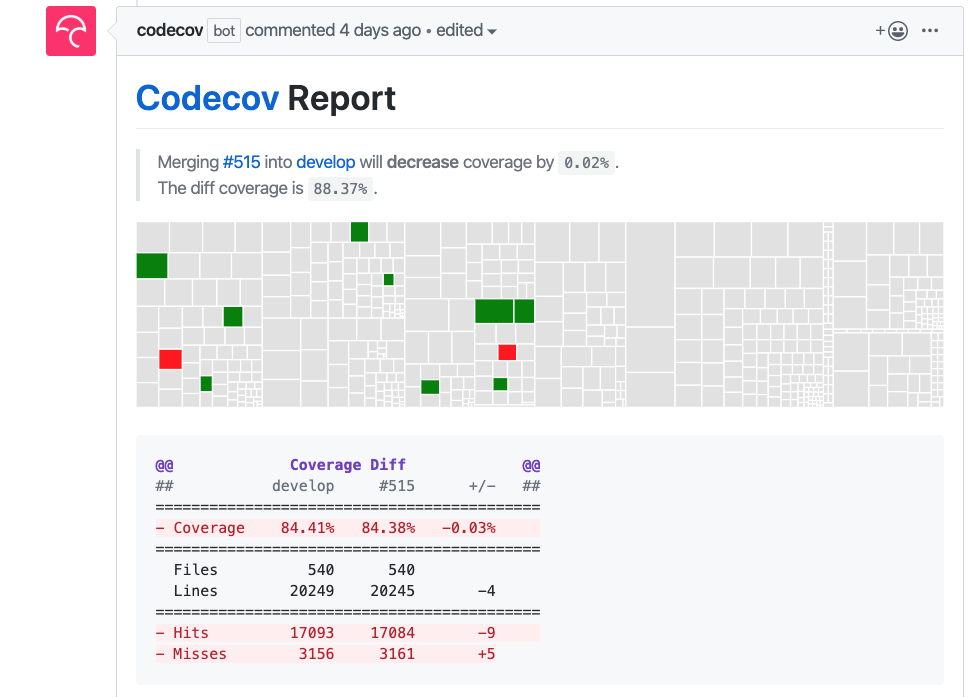 codecov bot commented 4 days ago • edited
Codecov Report
Merging #515 into develop will decrease coverage by 0.02%.
The diff coverage is 88.37%.
@@ Coverage Diff @@
## develop #515 +/- ##
===========================================
- Coverage 84.41% 84.38% -0.03%
===========================================
Files 540 540
Lines 20249 20245 -4
===========================================
- Hits 17093 17084 -9
- Misses 3156 3161 +5